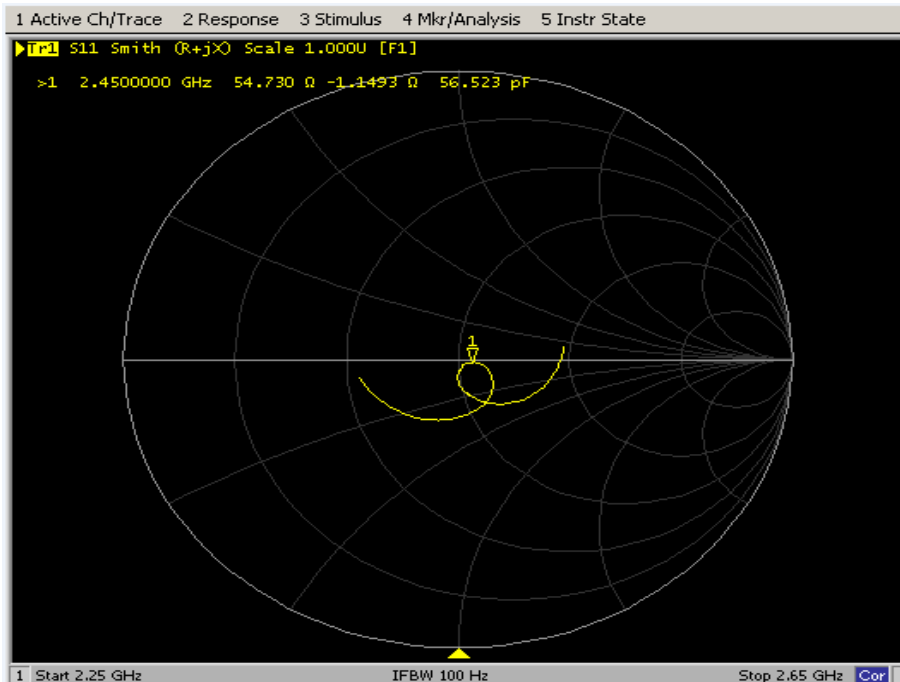 1 Active Ch/Trace 2 Response 3 Stimulus 4 Mkr/Analysis 5 Instr State
Tr1 S11 Smith (R+jX) Scale 1.000U [F1]
>1 2.4500000 GHz 54.730 Ω -1.1493 Ω 56.523 pF
1
1 Start 2.25 GHz IFBW 100 Hz Stop 2.65 GHz Cor